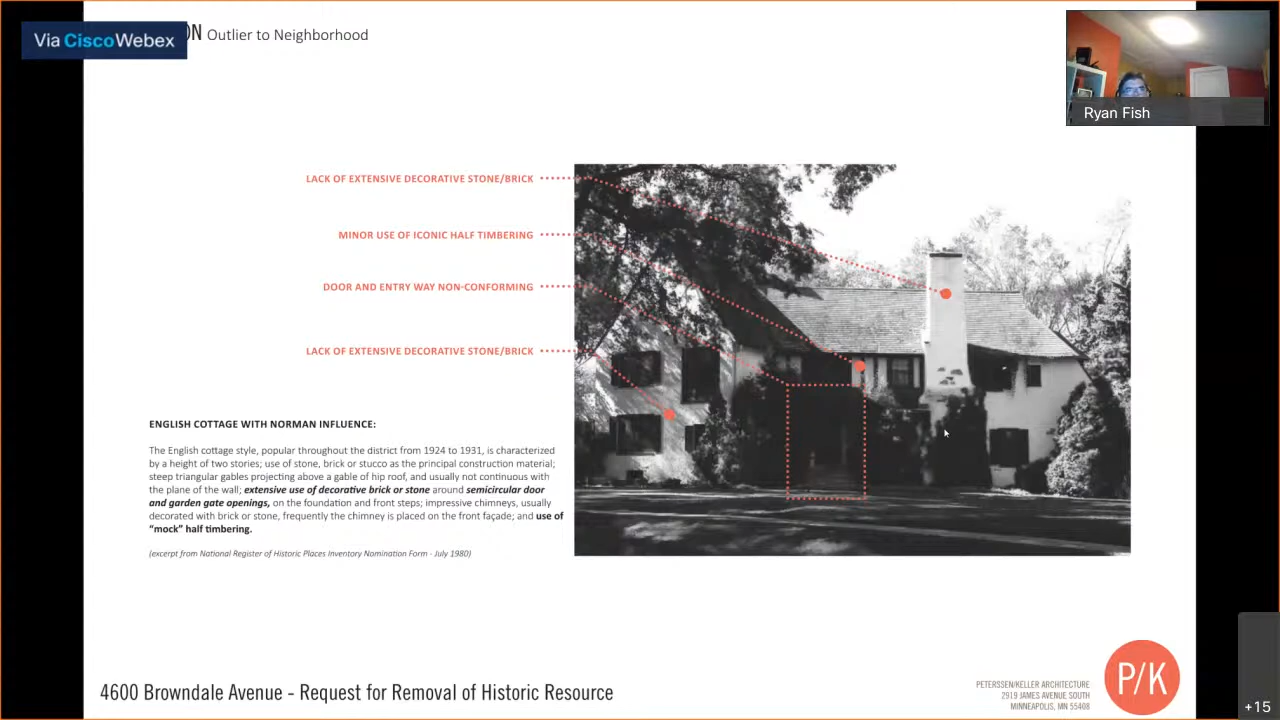 Via Cisco Webex
ON Outlier to Neighborhood
Ryan Fish
LACK OF EXTENSIVE DECORATIVE STONE/BRICK
MINOR USE OF ICONIC HALF TIMBERING
DOOR AND ENTRY WAY NON-CONFORMING
LACK OF EXTENSIVE DECORATIVE STONE/BRICK
ENGLISH COTTAGE WITH NORMAN INFLUENCE:
The English cottage style, popular throughout the district from 1924 to 1931, is characterized
by a height of two stories; use of stone, brick or stucco as the principal construction material;
steep triangular gables projecting above a gable of hip roof, and usually not continuous with
the plane of the wall; extensive use of decorative brick or stone around semicircular door
and garden gate openings, on the foundation and front steps; impressive chimneys, usually
decorated with brick or stone, frequently the chimney is placed on the front façade; and use of
“mock” half timbering.
(excerpt from National Register of Historic Places Inventory Nomination Form - July 1980)
4600 Browndale Avenue - Request for Removal of Historic Resource
PETERSSEN/KELLER ARCHITECTURE
2919 JAMES AVENUE SOUTH
MINNEAPOLIS, MN 55408
P/K
+15